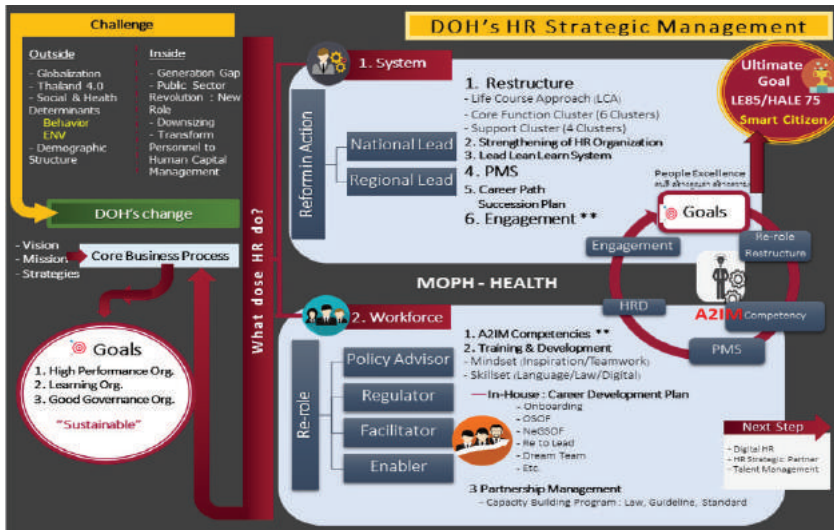 Challenge
Outside
- Globalization
- Thailand 4.0
- Social & Health
Determinants
Behavior
ENV
- Demographic
Structure
Inside
- Generation Gap
- Public Sector
Revolution : New
Role
- Downsizing
- Transform
Personnel to
Human Capital
Management
DOH's change
- Vision
- Mission
- Strategies
Core Business Process
Goals
1. High Performance Org.
2. Learning Org.
3. Good Governance Org.
"Sustainable"
What dose HR do?
DOH's HR Strategic Management
1. System
Reform in Action
National Lead
Regional Lead
1. Restructure
- Life Course Approach (LCA)
- Core Function Cluster (6 Clusters)
- Support Cluster (4 Clusters)
2. Strengthening of HR Organization
3. Lead Lean Learn System
4. PMS
5. Career Path
Succession Plan
6. Engagement **
Ultimate
Goal
LE85/HALE 75
Smart Citizen
People Excellence
Goals
Engagement
Re-role
Restructure
HRD
A2IM
Competency
PMS
MOPH - HEALTH
2. Workforce
Re-role
Policy Advisor
Regulator
Facilitator
Enabler
1. A2IM Competencies **
2. Training & Development
- Mindset (Inspiration/Teamwork)
- Skillset (Language/Law/Digital)
In-House : Career Development Plan
- Onboarding
- OSOF
- NeGSOF
- Re to Lead
- Dream Team
- Etc.
3 Partnership Management
- Capacity Building Program : Law, Guideline, Standard
Next Step
- Digital HR
- HR Strategic Partner
- Talent Management